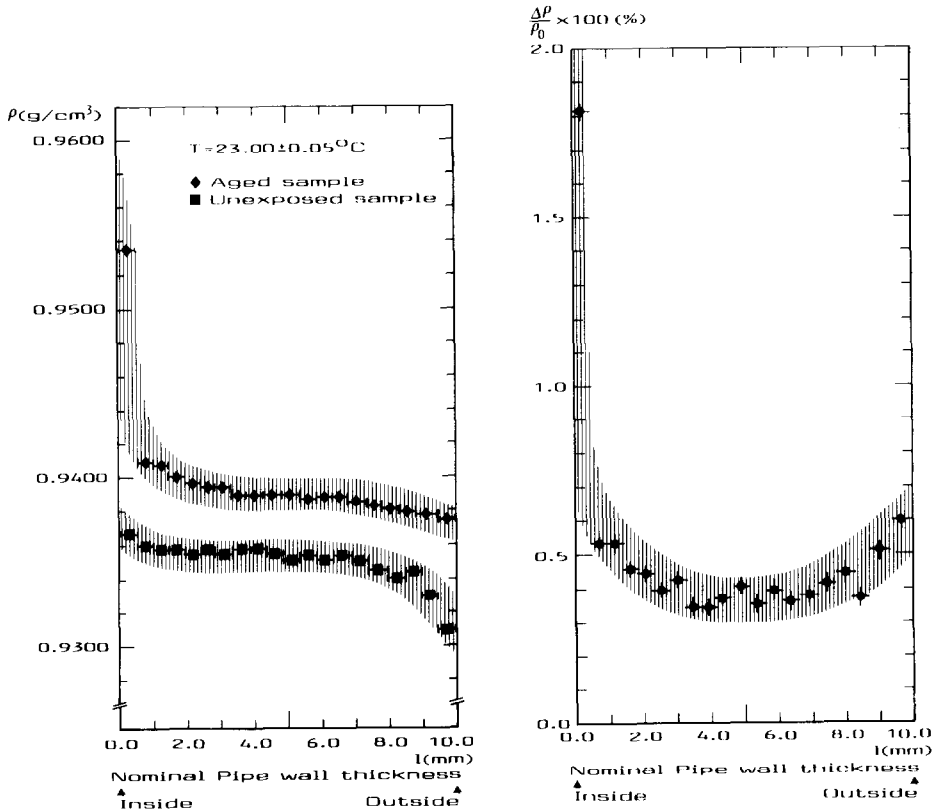 ρ(g/cm³)
0.9600
0.9500
0.9400
0.9300
T=23.00±0.05°C
Aged sample
Unexposed sample
0.0 2.0 4.0 6.0 8.0 10.0
l(mm)
Nominal Pipe wall thickness
Inside Outside
Δρ/ρ₀ ×100 (%)
2.0
1.5
1.0
0.5
0.0
0.0 2.0 4.0 6.0 8.0 10.0
l(mm)
Nominal Pipe wall thickness
Inside Outside